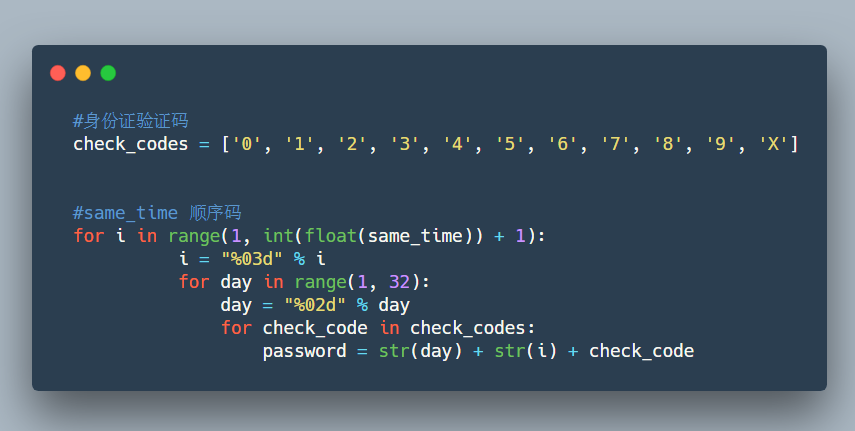 #身份证验证码
check_codes = ['0', '1', '2', '3', '4', '5', '6', '7', '8', '9', 'X']
#same_time 顺序码
for i in range(1, int(float(same_time)) + 1):
i = "%03d" % i
for day in range(1, 32):
day = "%02d" % day
for check_code in check_codes:
password = str(day) + str(i) + check_code